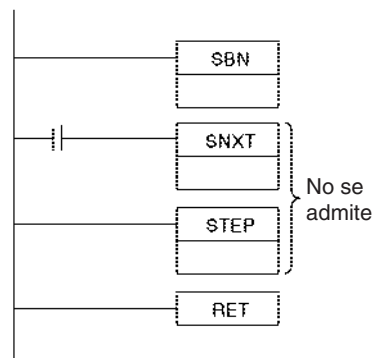 SBN
SNXT
No se
admite
STEP
RET